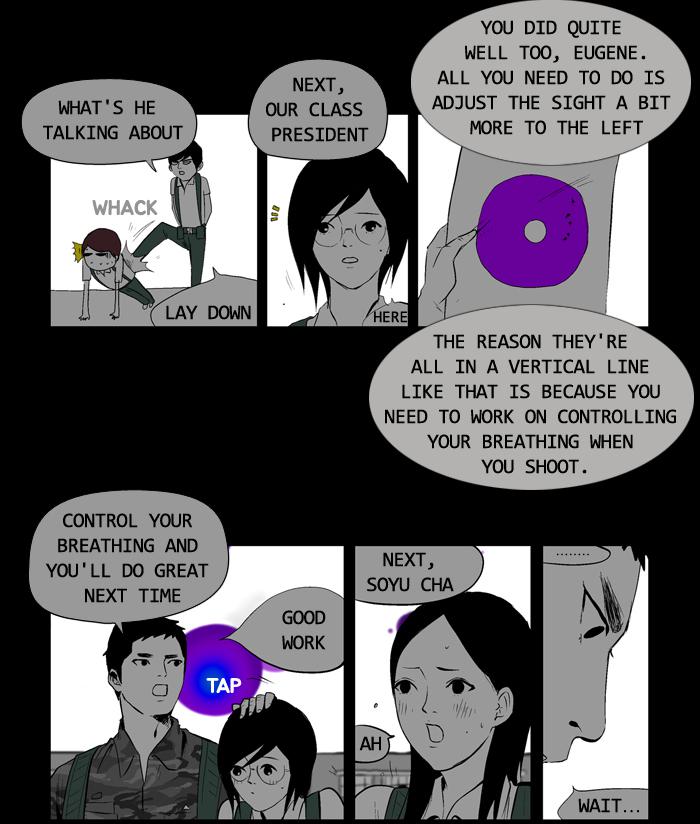 WHAT'S HE
TALKING ABOUT
WHACK
LAY DOWN
NEXT,
OUR CLASS
PRESIDENT
HERE
YOU DID QUITE
WELL TOO, EUGENE.
ALL YOU NEED TO DO IS
ADJUST THE SIGHT A BIT
MORE TO THE LEFT
THE REASON THEY'RE
ALL IN A VERTICAL LINE
LIKE THAT IS BECAUSE YOU
NEED TO WORK ON CONTROLLING
YOUR BREATHING WHEN
YOU SHOOT.
CONTROL YOUR
BREATHING AND
YOU'LL DO GREAT
NEXT TIME
GOOD
WORK
TAP
NEXT,
SOYU CHA
AH
........
WAIT...